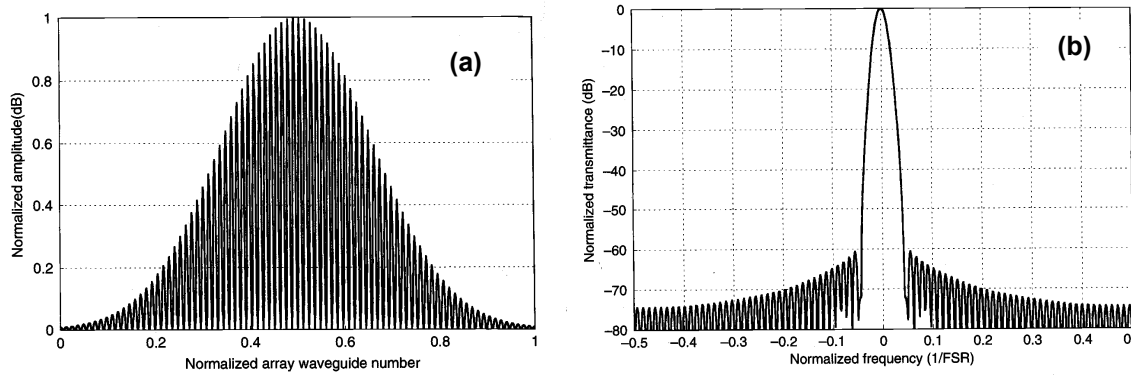 (a)
Normalized amplitude(dB)
1
0.8
0.6
0.4
0.2
0
0 0.2 0.4 0.6 0.8 1
Normalized array waveguide number
(b)
Normalized transmittance (dB)
0
−10
−20
−30
−40
−50
−60
−70
−80
−0.5 −0.4 −0.3 −0.2 −0.1 0 0.1 0.2 0.3 0.4 0.
Normalized frequency (1/FSR)